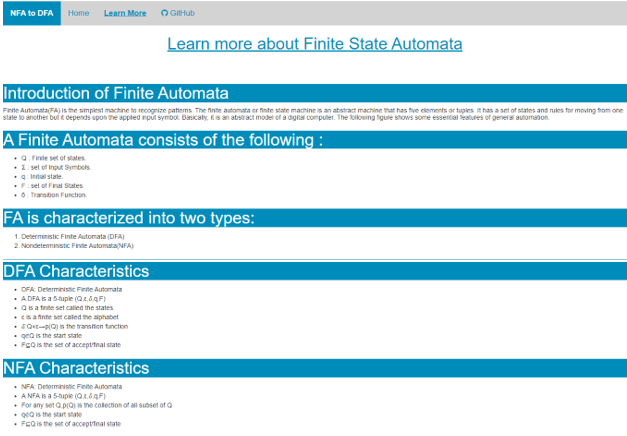 NFA to DFA Home Learn More GitHub
Learn more about Finite State Automata
Introduction of Finite Automata
Finite Automata(FA) is the simplest machine to recognize patterns. The finite automata or finite state machine is an abstract machine that has five elements or tuples. It has a set of states and rules for moving from one
state to another but it depends upon the applied input symbol. Basically, it is an abstract model of a digital computer. The following figure shows some essential features of general automation.
A Finite Automata consists of the following :
• Q : Finite set of states.
• Σ : set of Input Symbols.
• q : Initial state.
• F : set of Final States.
• δ : Transition Function.
FA is characterized into two types:
1. Deterministic Finite Automata (DFA)
2. Nondeterministic Finite Automata(NFA)
DFA Characteristics
• DFA: Deterministic Finite Automata
• A DFA is a 5-tuple (Q,ε,δ,q,F)
• Q is a finite set called the states
• ε is a finite set called the alphabet
• δ:Q×ε→p(Q) is the transition function
• q∈Q is the start state
• F⊆Q is the set of accept/final state
NFA Characteristics
• NFA: Deterministic Finite Automata
• A NFA is a 5-tuple (Q,ε,δ,q,F)
• For any set Q,p(Q) is the collection of all subset of Q
• q∈Q is the start state
• F⊆Q is the set of accept/final state